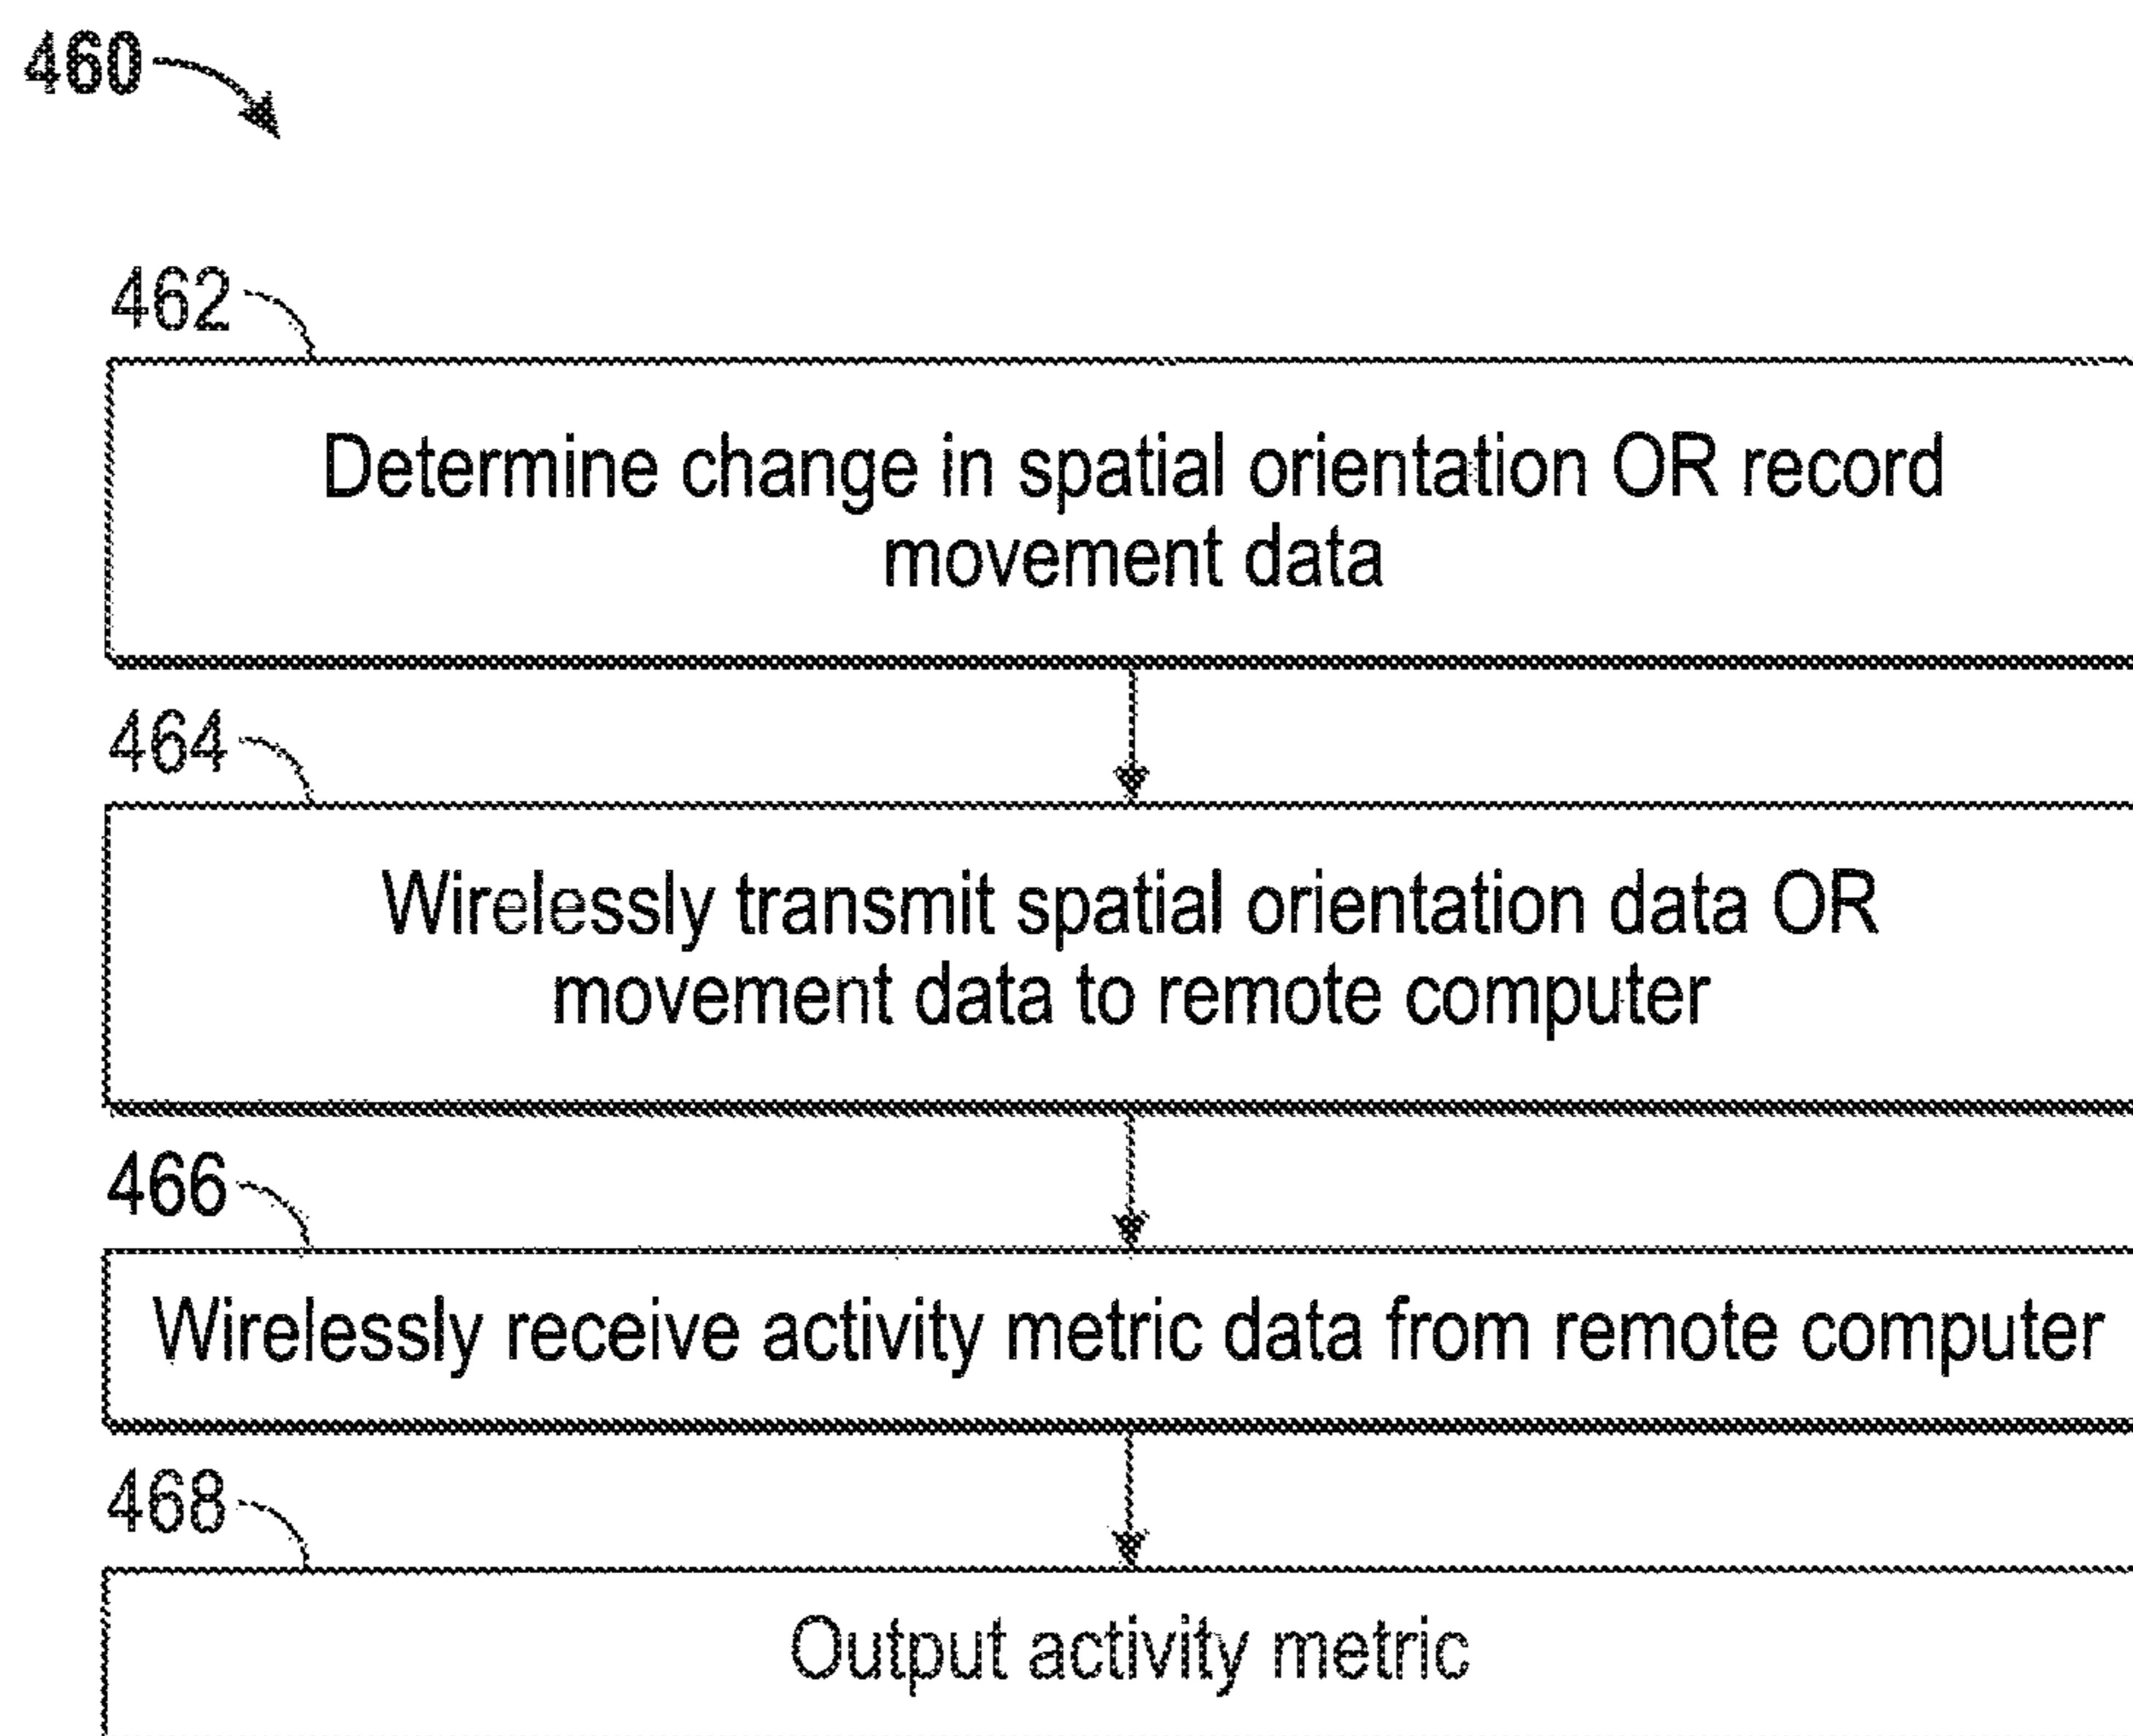 460
462
Determine change in spatial orientation OR record
movement data
464
Wirelessly transmit spatial orientation data OR
movement data to remote computer
466
Wirelessly receive activity metric data from remote computer
468
Output activity metric